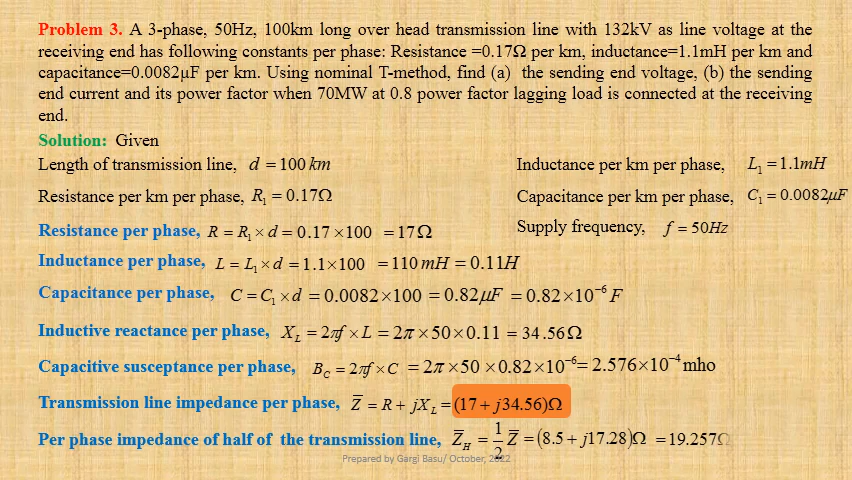 Problem 3. A 3-phase, 50Hz, 100km long over head transmission line with 132kV as line voltage at the
receiving end has following constants per phase: Resistance =0.17Ω per km, inductance=1.1mH per km and
capacitance=0.0082μF per km. Using nominal T-method, find (a) the sending end voltage, (b) the sending
end current and its power factor when 70MW at 0.8 power factor lagging load is connected at the receiving
end.
Solution: Given
Length of transmission line, d = 100 km
Inductance per km per phase, L₁ = 1.1mH
Resistance per km per phase, R₁ = 0.17Ω
Capacitance per km per phase, C₁ = 0.0082μF
Resistance per phase, R = R₁ × d = 0.17 × 100 = 17Ω
Supply frequency, f = 50Hz
Inductance per phase, L = L₁ × d = 1.1×100 = 110 mH = 0.11H
Capacitance per phase, C = C₁ × d = 0.0082×100 = 0.82μF = 0.82×10⁻⁶ F
Inductive reactance per phase, X_L = 2πf × L = 2π × 50 × 0.11 = 34.56Ω
Capacitive susceptance per phase, B_C = 2πf × C = 2π × 50 × 0.82×10⁻⁶ = 2.576×10⁻⁴ mho
Transmission line impedance per phase, Z̅ = R + jX_L = (17 + j34.56)Ω
Per phase impedance of half of the transmission line, Z̅_H = 1/2 Z̅ = (8.5 + j17.28)Ω = 19.257Ω
Prepared by Gargi Basu/ October, 2022